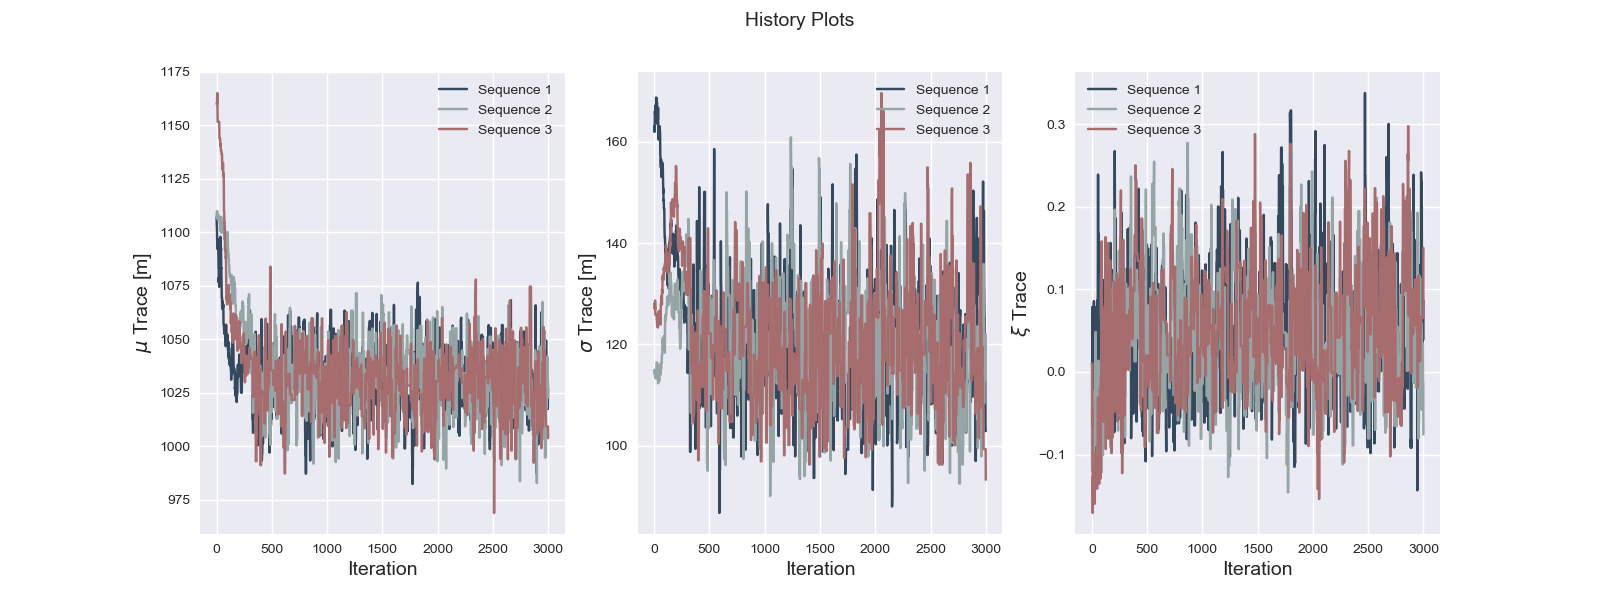 History Plots
μ Trace [m]
1175
1150
1125
1100
1075
1050
1025
1000
975
0 500 1000 1500 2000 2500 3000
Iteration
Sequence 1
Sequence 2
Sequence 3
σ Trace [m]
160
140
120
100
0 500 1000 1500 2000 2500 3000
Iteration
Sequence 1
Sequence 2
Sequence 3
ξ Trace
0.3
0.2
0.1
0.0
−0.1
0 500 1000 1500 2000 2500 3000
Iteration
Sequence 1
Sequence 2
Sequence 3